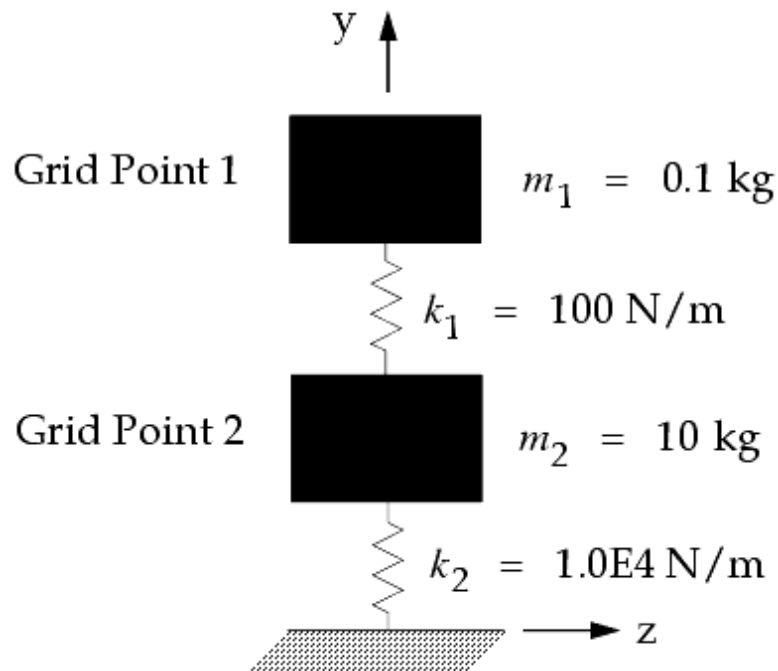 y
Grid Point 1 m₁ = 0.1 kg
k₁ = 100 N/m
Grid Point 2 m₂ = 10 kg
k₂ = 1.0E4 N/m
z